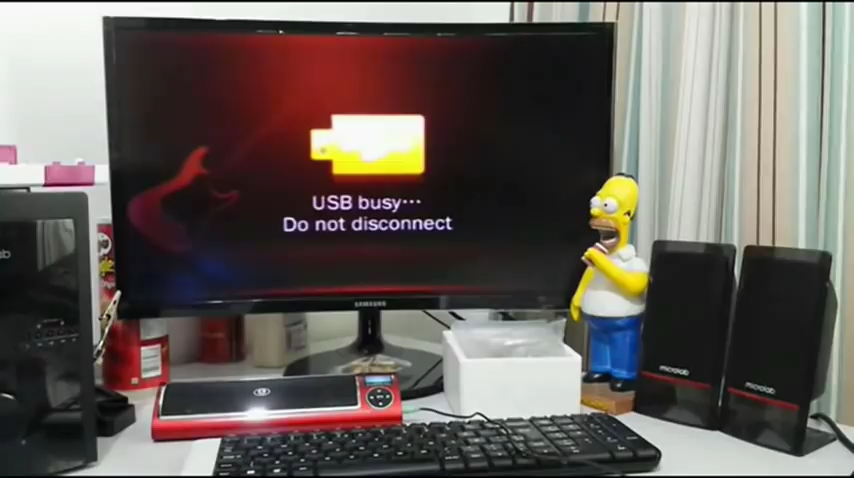 USB busy…
Do not disconnect
SAMSUNG
microlab
microlab